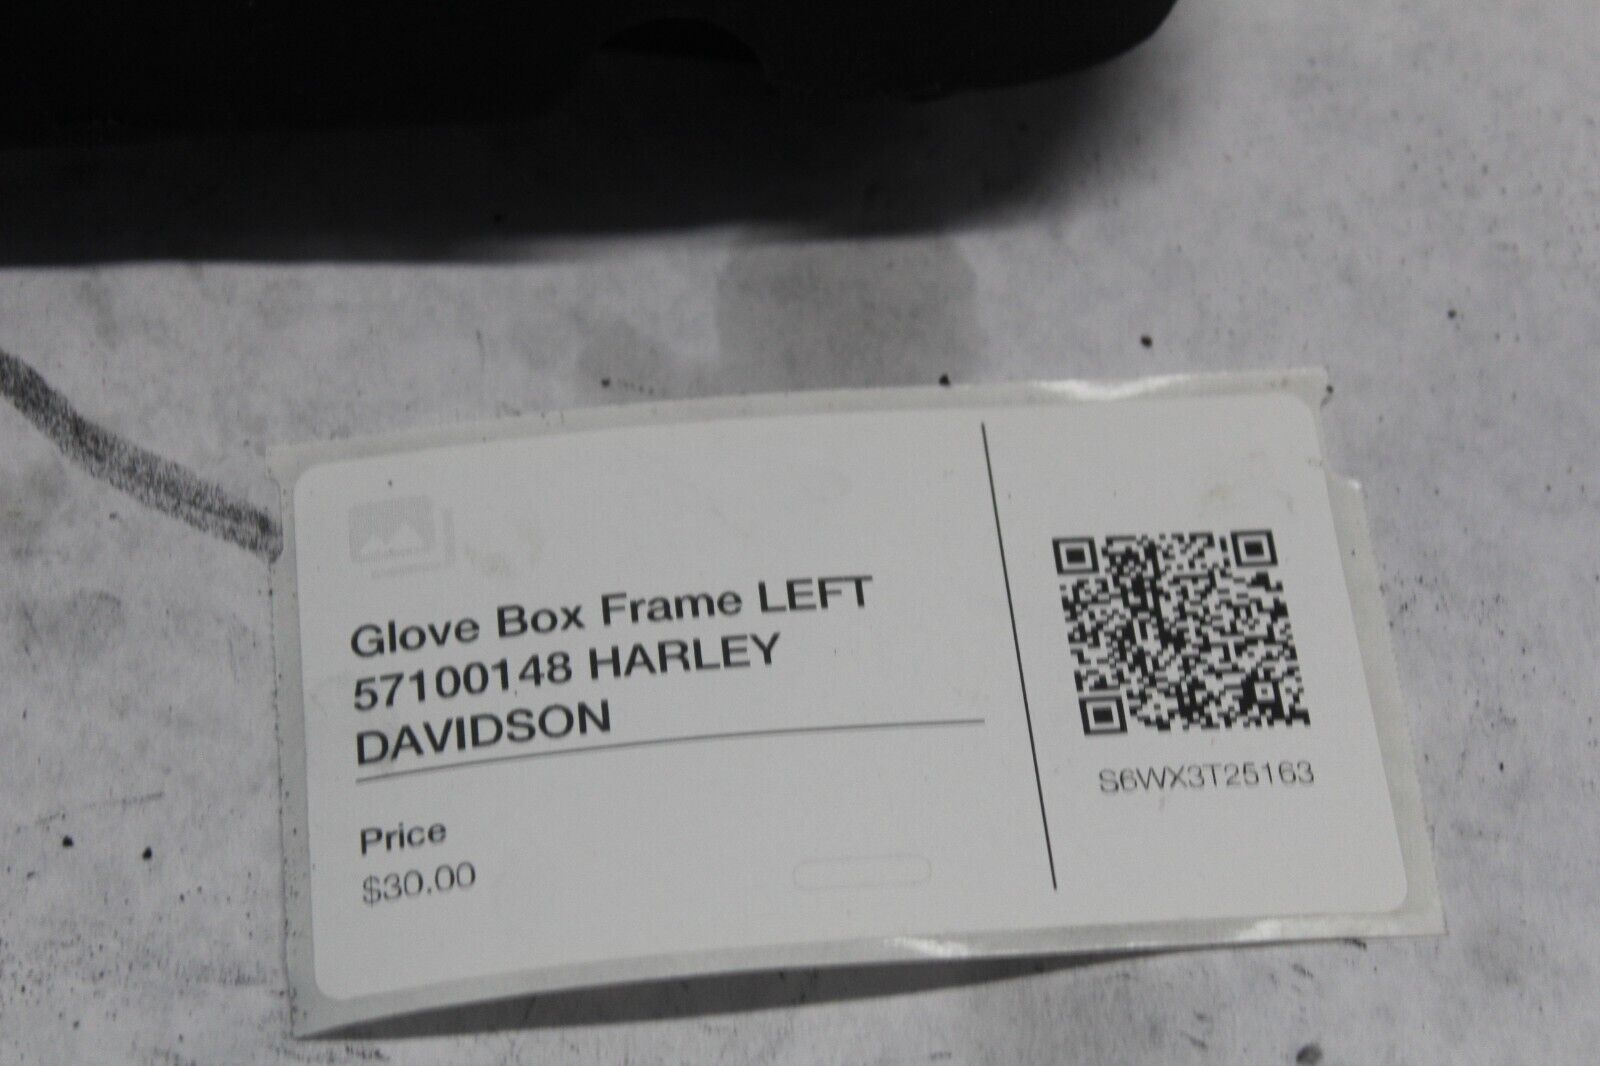 Glove Box Frame LEFT
57100148 HARLEY
DAVIDSON
Price
$30.00
S6WX3T25163